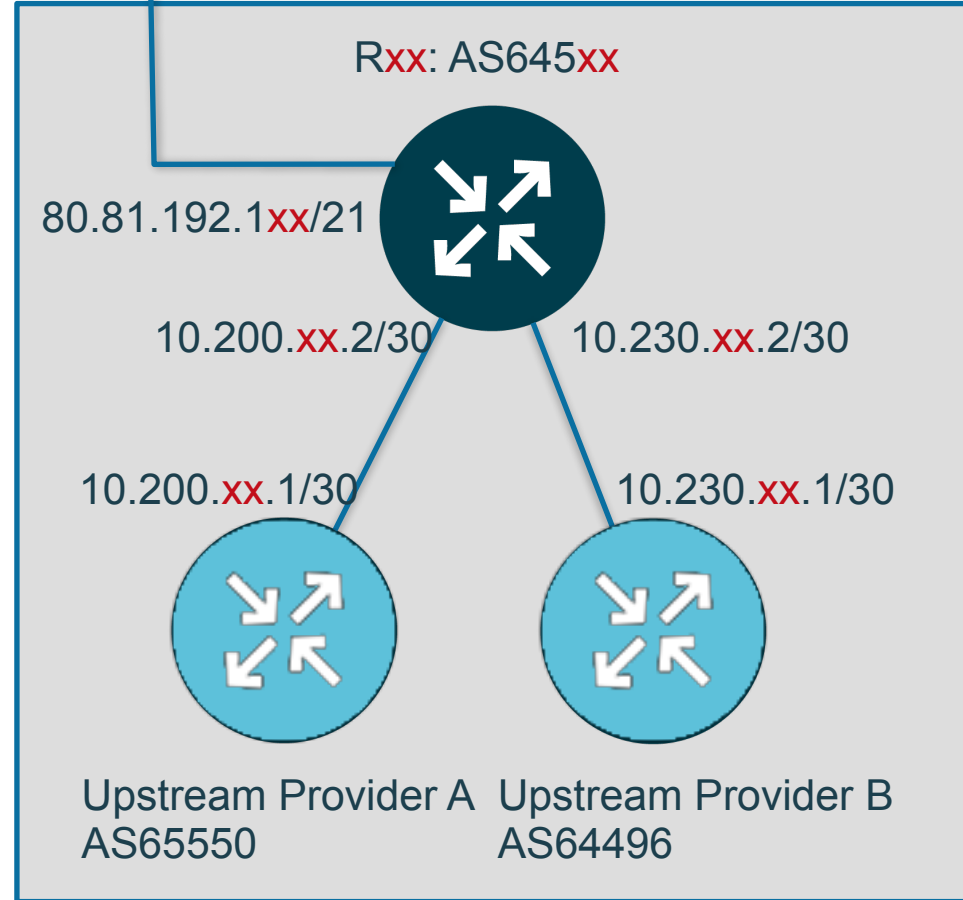 Rxx: AS645xx
80.81.192.1xx/21
10.200.xx.2/30
10.230.xx.2/30
10.200.xx.1/30
10.230.xx.1/30
Upstream Provider A
AS65550
Upstream Provider B
AS64496